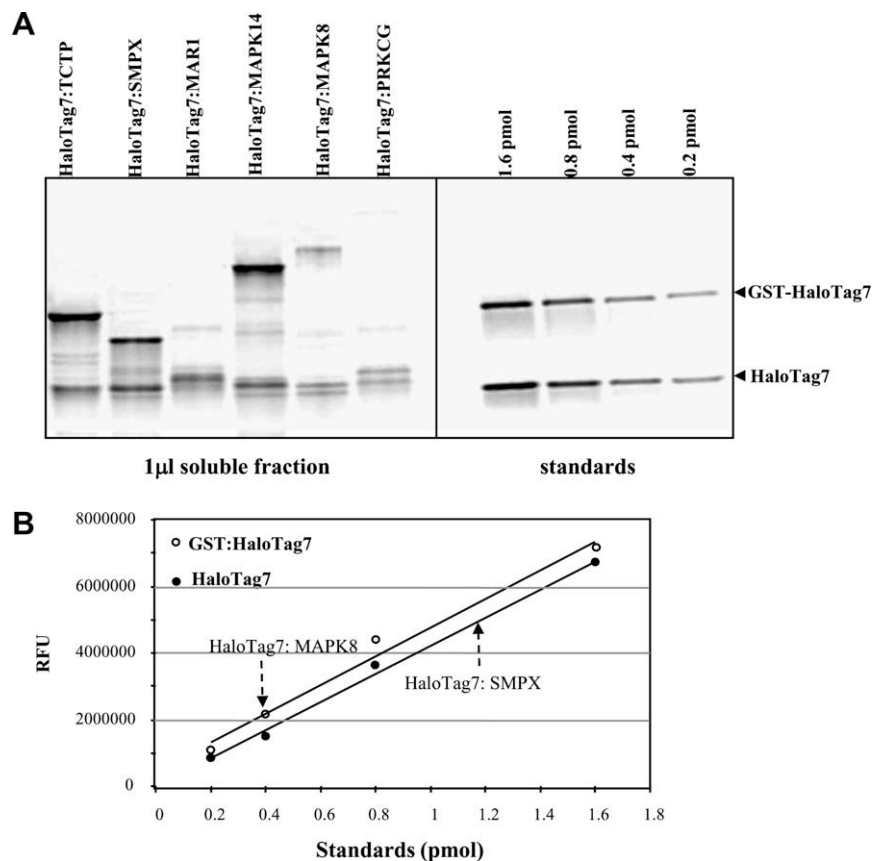 A
HaloTag7:TCTP
HaloTag7:SMPX
HaloTag7:MAR1
HaloTag7:MAPK14
HaloTag7:MAPK8
HaloTag7:PRKCG
1.6 pmol
0.8 pmol
0.4 pmol
0.2 pmol
GST-HaloTag7
HaloTag7
1µl soluble fraction
standards
B
8000000
6000000
4000000
2000000
0
RFU
GST:HaloTag7
HaloTag7
HaloTag7: MAPK8
HaloTag7: SMPX
0 0.2 0.4 0.6 0.8 1 1.2 1.4 1.6 1.8
Standards (pmol)